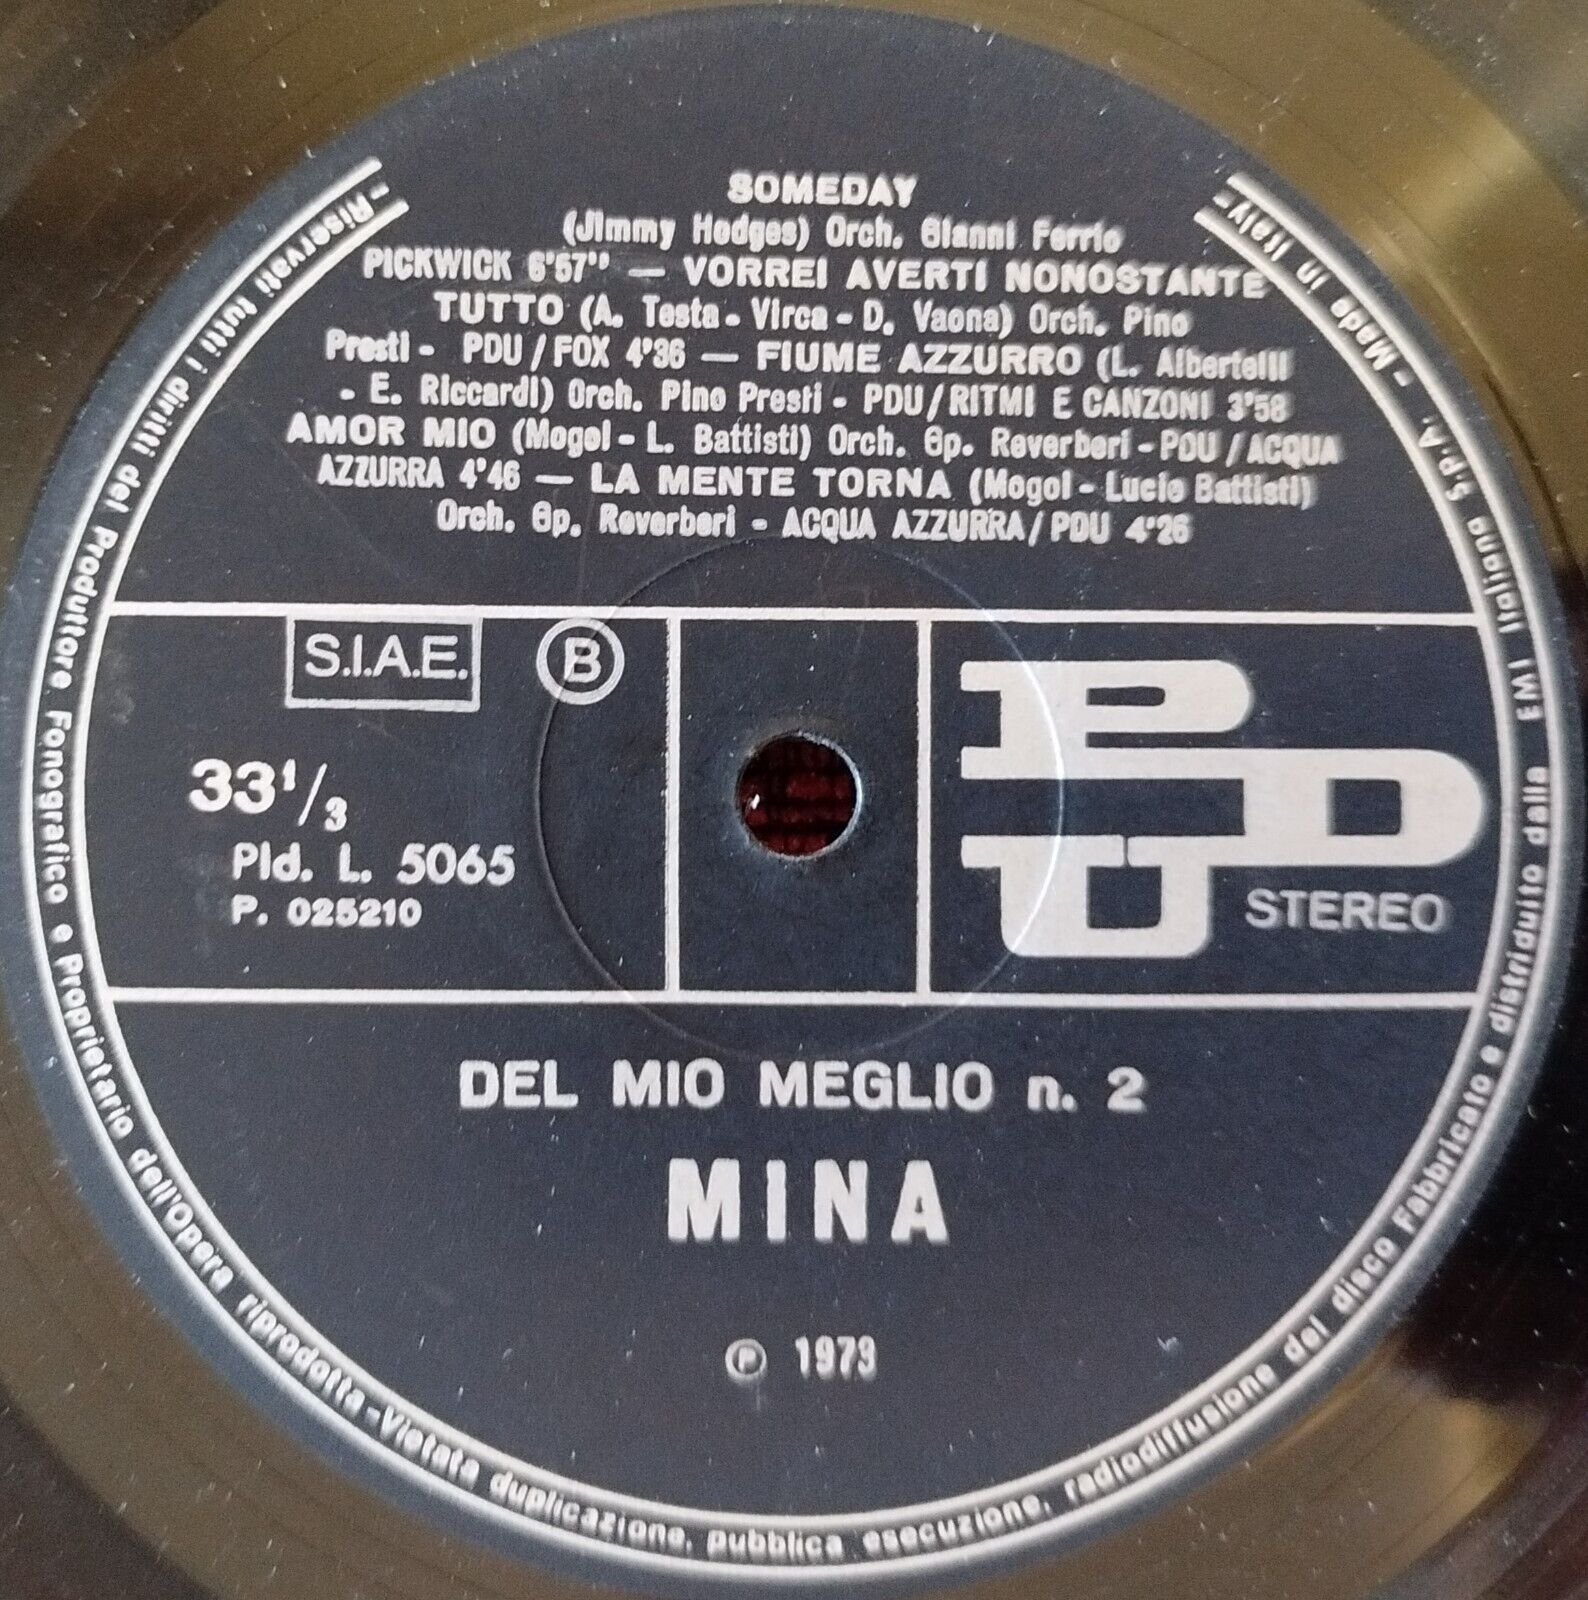 SOMEDAY
(Jimmy Hodges) Orch. Gianni Ferrio
PICKWICK 6'57'' — VORREI AVERTI NONOSTANTE
TUTTO (A. Testa - Virca - D. Vaona) Orch. Pino
Presti - PDU / FOX 4'36 — FIUME AZZURRO (L. Albertelli
- E. Riccardi) Orch. Pino Presti - PDU / RITMI E CANZONI 3'58
AMOR MIO (Mogol - L. Battisti) Orch. Gp. Reverberi - PDU / ACQUA
AZZURRA 4'46 — LA MENTE TORNA (Mogol - Lucio Battisti)
Orch. Gp. Reverberi - ACQUA AZZURRA / PDU 4'26
S.I.A.E. B
33 1/3
Pld. L. 5065
P. 025210
PDU
STEREO
DEL MIO MEGLIO n. 2
MINA
℗ 1973
- Riservati tutti i diritti del Produttore Fonografico e Proprietario dell'Opera riprodotta - Vietata duplicazione, pubblica esecuzione, radiodiffusione del disco Fabbricato e distribuito dalla EMI Italiana S.P.A. - Made in Italy -